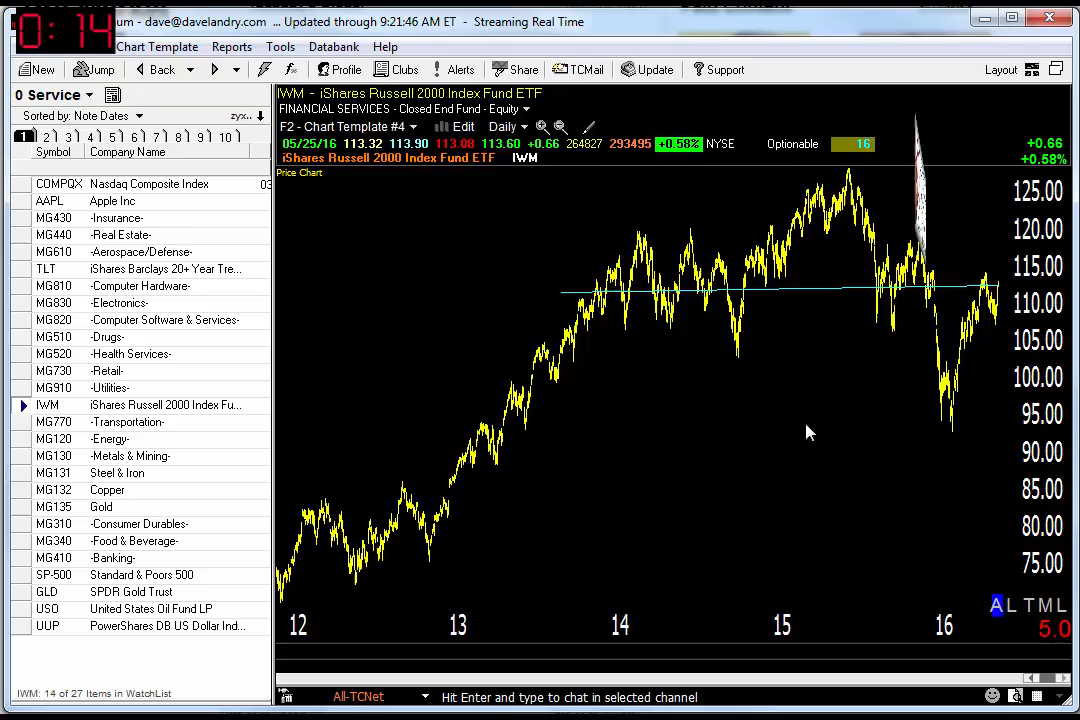 0:14
um - dave@davelandry.com ... Updated through 9:21:46 AM ET - Streaming Real Time
Chart Template Reports Tools Databank Help
New Jump Back Profile Clubs Alerts Share TCMail Update Support Layout
0 Service
Sorted by: Note Dates zyx..
1 2 3 4 5 6 7 8 9 10
Symbol Company Name
COMPQX Nasdaq Composite Index 03
AAPL Apple Inc
MG430 -Insurance-
MG440 -Real Estate-
MG610 -Aerospace/Defense-
TLT iShares Barclays 20+ Year Tre...
MG810 -Computer Hardware-
MG830 -Electronics-
MG820 -Computer Software & Services-
MG510 -Drugs-
MG520 -Health Services-
MG730 -Retail-
MG910 -Utilities-
IWM iShares Russell 2000 Index Fu...
MG770 -Transportation-
MG120 -Energy-
MG130 -Metals & Mining-
MG131 Steel & Iron
MG132 Copper
MG135 Gold
MG310 -Consumer Durables-
MG340 -Food & Beverage-
MG410 -Banking-
SP-500 Standard & Poors 500
GLD SPDR Gold Trust
USO United States Oil Fund LP
UUP PowerShares DB US Dollar Ind...
IWM: 14 of 27 Items in WatchList
IWM - iShares Russell 2000 Index Fund ETF
FINANCIAL SERVICES - Closed End Fund - Equity
F2 - Chart Template #4 Edit Daily
05/25/16 113.32 113.90 113.08 113.60 +0.66 264827 293495 +0.58% NYSE Optionable 16 +0.66
iShares Russell 2000 Index Fund ETF IWM +0.58%
Price Chart
125.00
120.00
115.00
110.00
105.00
100.00
95.00
90.00
85.00
80.00
75.00
A L T M L
12 13 14 15 16 5.0
All-TCNet Hit Enter and type to chat in selected channel